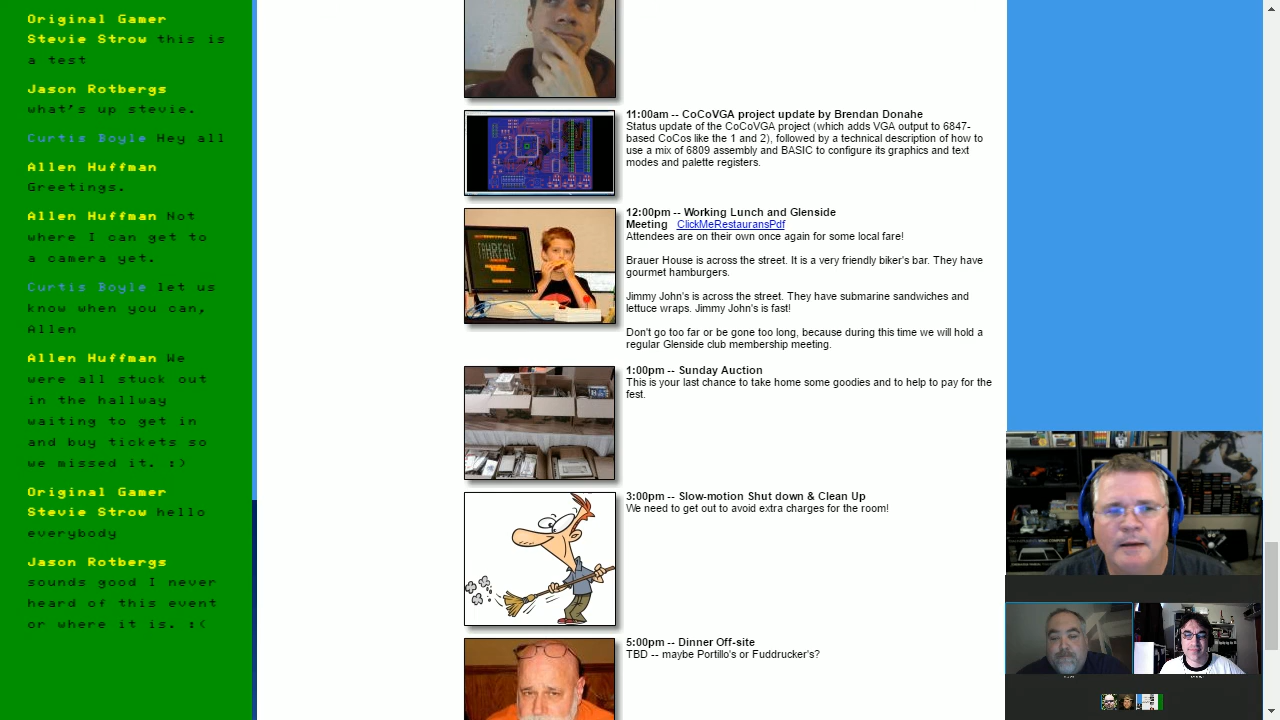 Original Gamer
Stevie Strow this is
a test
Jason Rotbergs
what's up stevie.
Curtis Boyle Hey all
Allen Huffman
Greetings.
Allen Huffman Not
where I can get to
a camera yet.
Curtis Boyle let us
know when you can,
Allen
Allen Huffman We
were all stuck out
in the hallway
waiting to get in
and buy tickets so
we missed it. :)
Original Gamer
Stevie Strow hello
everybody
Jason Rotbergs
sounds good I never
heard of this event
or where it is. :(
11:00am -- CoCoVGA project update by Brendan Donahe
Status update of the CoCoVGA project (which adds VGA output to 6847-
based CoCos like the 1 and 2), followed by a technical description of how to
use a mix of 6809 assembly and BASIC to configure its graphics and text
modes and palette registers.
12:00pm -- Working Lunch and Glenside
Meeting ClickMeRestauransPdf
Attendees are on their own once again for some local fare!
Brauer House is across the street. It is a very friendly biker's bar. They have
gourmet hamburgers.
Jimmy John's is across the street. They have submarine sandwiches and
lettuce wraps. Jimmy John's is fast!
Don't go too far or be gone too long, because during this time we will hold a
regular Glenside club membership meeting.
FAHRFALL
1:00pm -- Sunday Auction
This is your last chance to take home some goodies and to help to pay for the
fest.
3:00pm -- Slow-motion Shut down & Clean Up
We need to get out to avoid extra charges for the room!
5:00pm -- Dinner Off-site
TBD -- maybe Portillo's or Fuddrucker's?